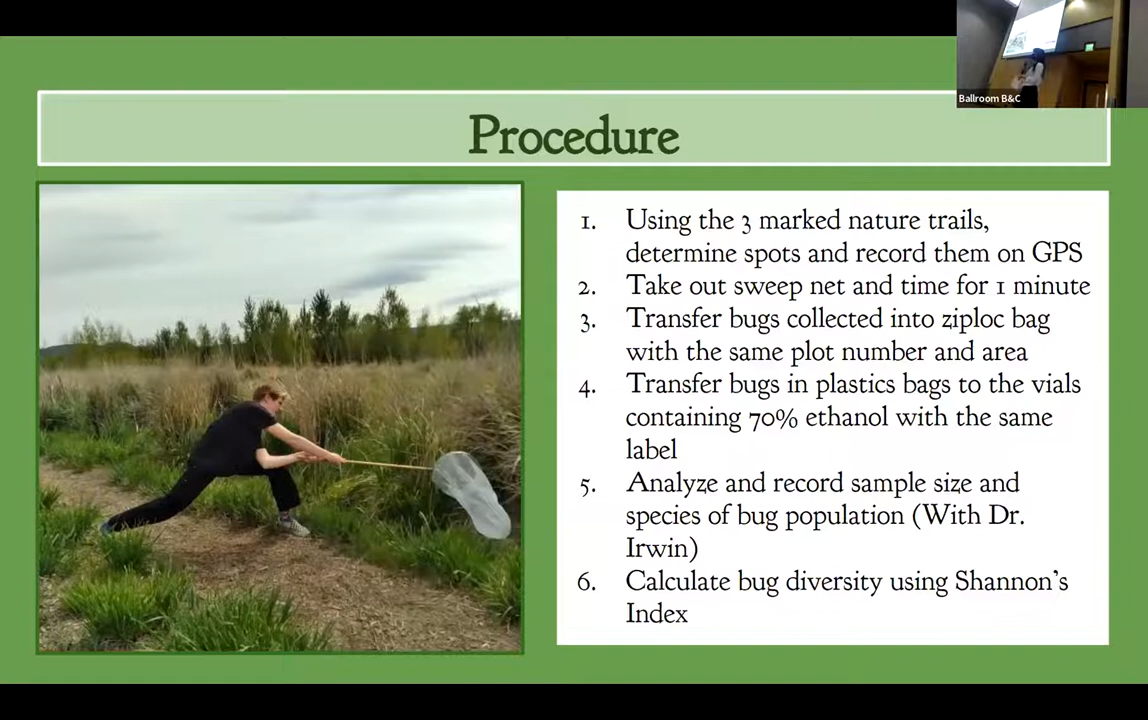 Ballroom B&C
Procedure
1. Using the 3 marked nature trails,
determine spots and record them on GPS
2. Take out sweep net and time for 1 minute
3. Transfer bugs collected into ziploc bag
with the same plot number and area
4. Transfer bugs in plastics bags to the vials
containing 70% ethanol with the same
label
5. Analyze and record sample size and
species of bug population (With Dr.
Irwin)
6. Calculate bug diversity using Shannon's
Index